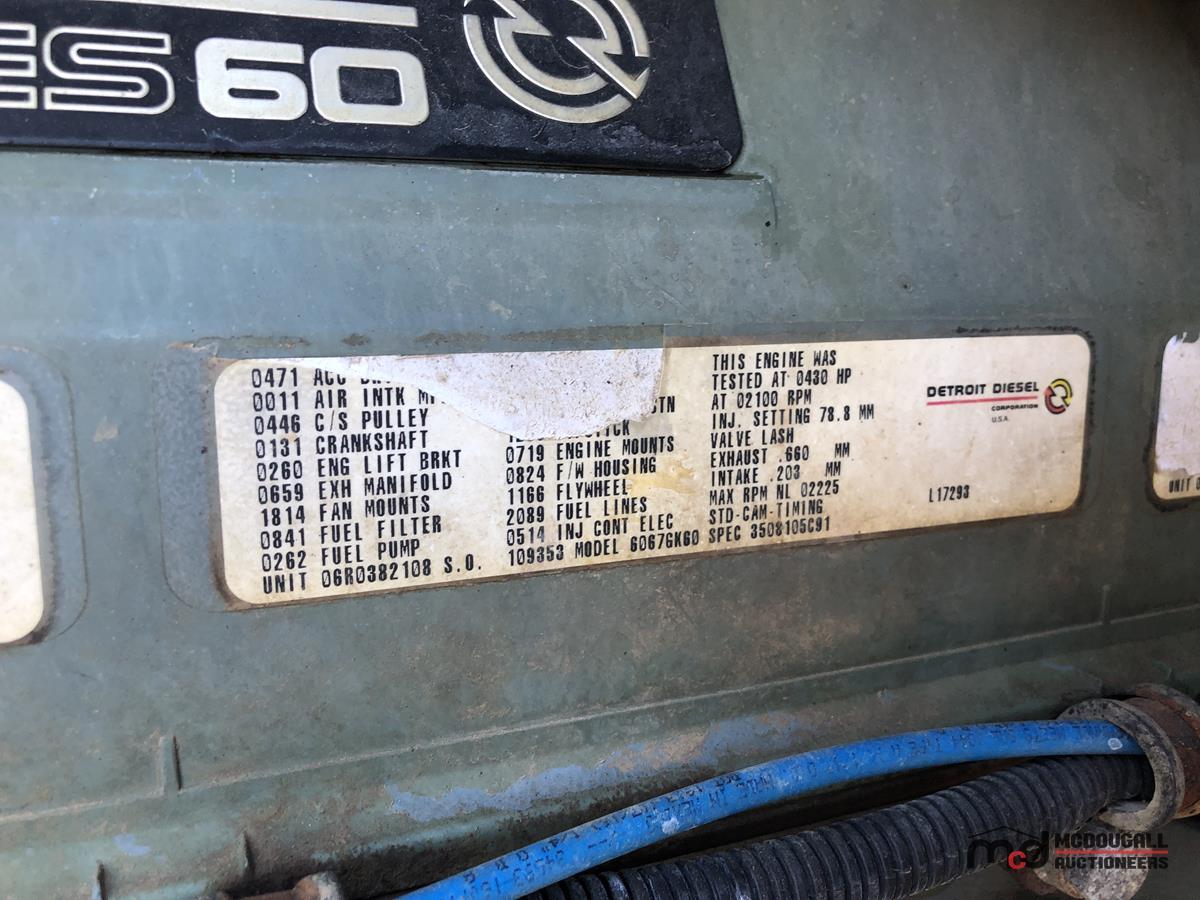 ES 60
0471 ACC
0011 AIR INTK
0446 C/S PULLEY
0131 CRANKSHAFT
0260 ENG LIFT BRKT
0659 EXH MANIFOLD
1814 FAN MOUNTS
0841 FUEL FILTER
0262 FUEL PUMP
0719 ENGINE MOUNTS
0824 F/W HOUSING
1166 FLYWHEEL
2089 FUEL LINES
0514 INJ CONT ELEC
THIS ENGINE WAS
TESTED AT 0430 HP
AT 02100 RPM
INJ. SETTING 78.8 MM
VALVE LASH
EXHAUST .660 MM
INTAKE .203 MM
MAX RPM NL 02225
STD-CAM-TIMING
UNIT 06R0382108 S.O. 109353 MODEL 6067GK60 SPEC 3508105C91
DETROIT DIESEL
CORPORATION
U.S.A.
L17293
UNIT 0
mcd MCDOUGALL
AUCTIONEERS